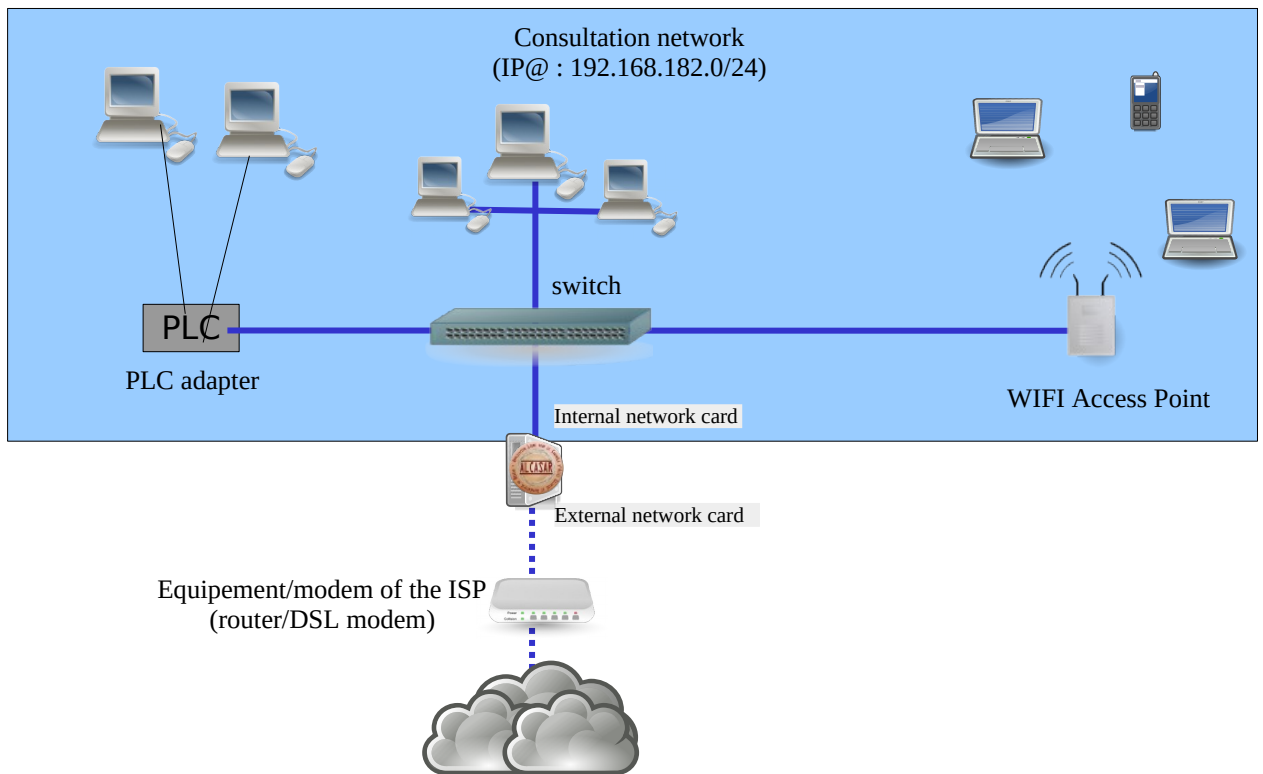 Consultation network
(IP@ : 192.168.182.0/24)
switch
PLC
PLC adapter
WIFI Access Point
Internal network card
ALCASAR
External network card
Equipement/modem of the ISP
(router/DSL modem)